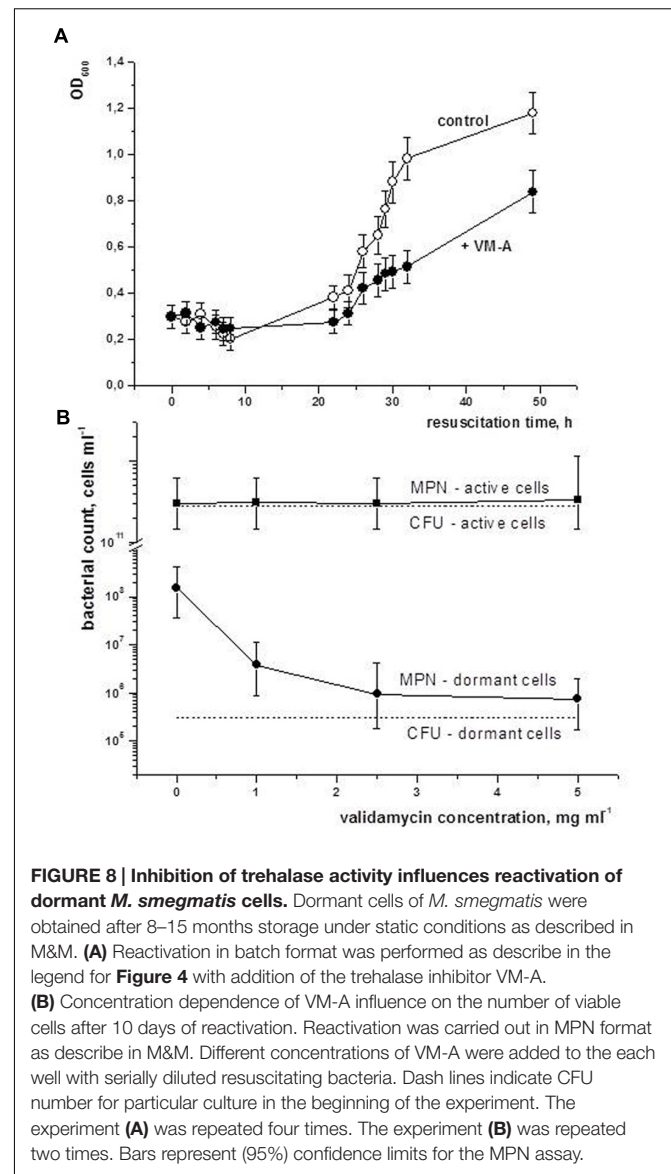 A
OD600
1,4
1,2
1,0
0,8
0,6
0,4
0,2
0,0
control
+ VM-A
0 10 20 30 40 50
resuscitation time, h
B
bacterial count, cells ml-1
10^11
10^8
10^7
10^6
10^5
MPN - active cells
CFU - active cells
MPN - dormant cells
CFU - dormant cells
0 1 2 3 4 5
validamycin concentration, mg ml-1
FIGURE 8 | Inhibition of trehalase activity influences reactivation of
dormant M. smegmatis cells. Dormant cells of M. smegmatis were
obtained after 8–15 months storage under static conditions as described in
M&M. (A) Reactivation in batch format was performed as describe in the
legend for Figure 4 with addition of the trehalase inhibitor VM-A.
(B) Concentration dependence of VM-A influence on the number of viable
cells after 10 days of reactivation. Reactivation was carried out in MPN format
as describe in M&M. Different concentrations of VM-A were added to the each
well with serially diluted resuscitating bacteria. Dash lines indicate CFU
number for particular culture in the beginning of the experiment. The
experiment (A) was repeated four times. The experiment (B) was repeated
two times. Bars represent (95%) confidence limits for the MPN assay.